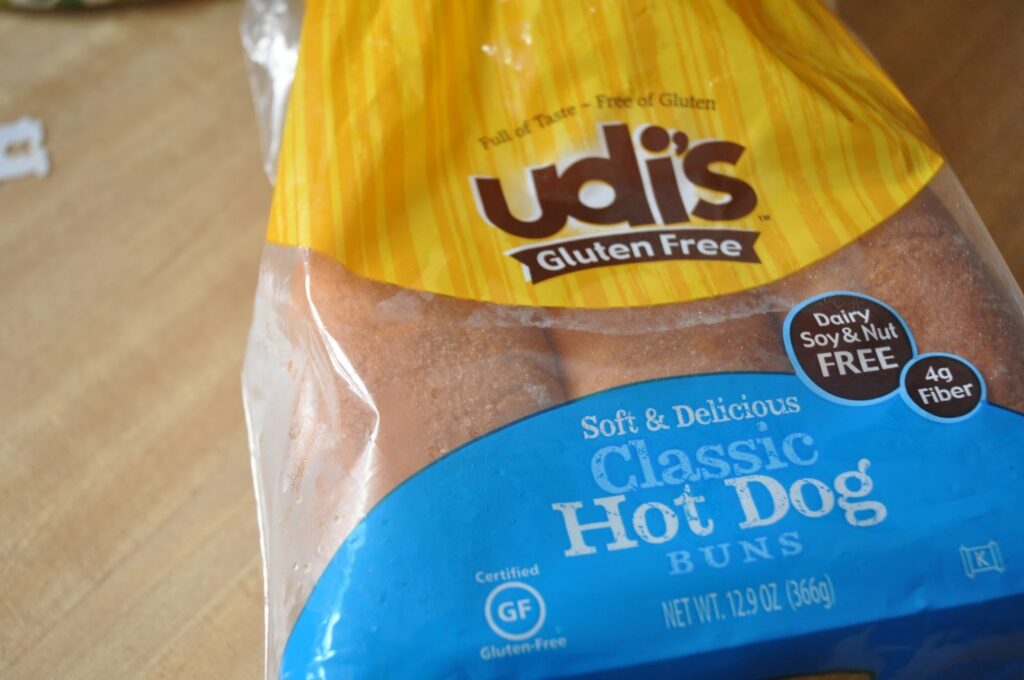 Full of Taste ~ Free of Gluten
udi's™
Gluten Free
Dairy
Soy & Nut
FREE
4g
Fiber
Soft & Delicious
Classic
Hot Dog
BUNS
NET WT. 12.9 OZ (366g)
Certified
GF
Gluten-Free
K